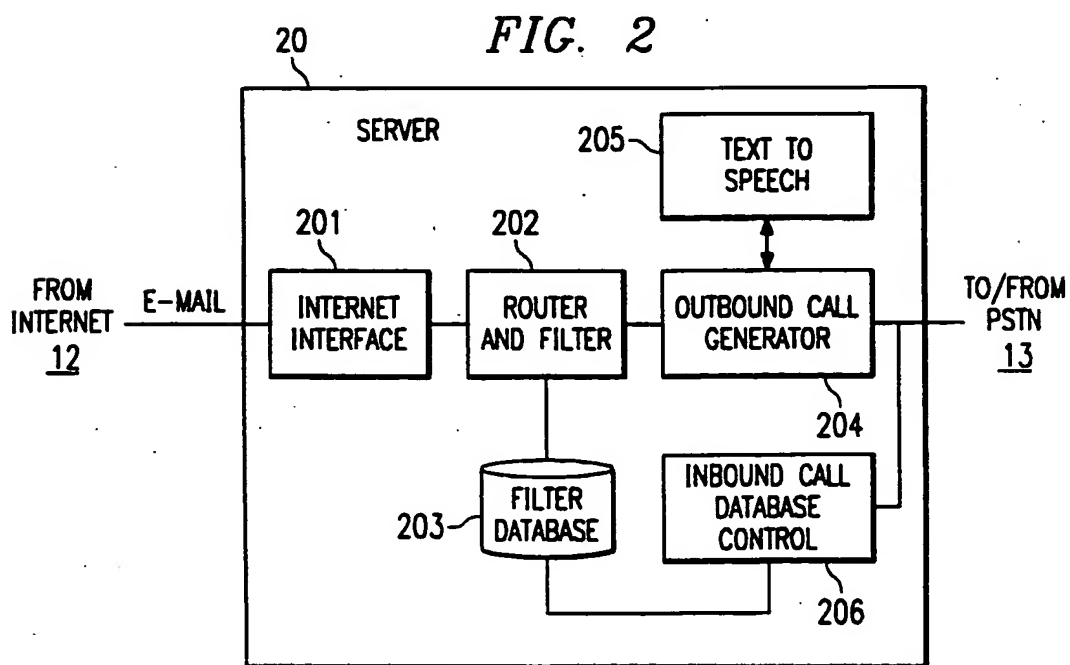 FIG. 2
20
SERVER
205
TEXT TO
SPEECH
201
202
FROM
INTERNET
12
E-MAIL
INTERNET
INTERFACE
ROUTER
AND FILTER
OUTBOUND CALL
GENERATOR
TO/FROM
PSTN
13
204
203
FILTER
DATABASE
INBOUND CALL
DATABASE
CONTROL
206